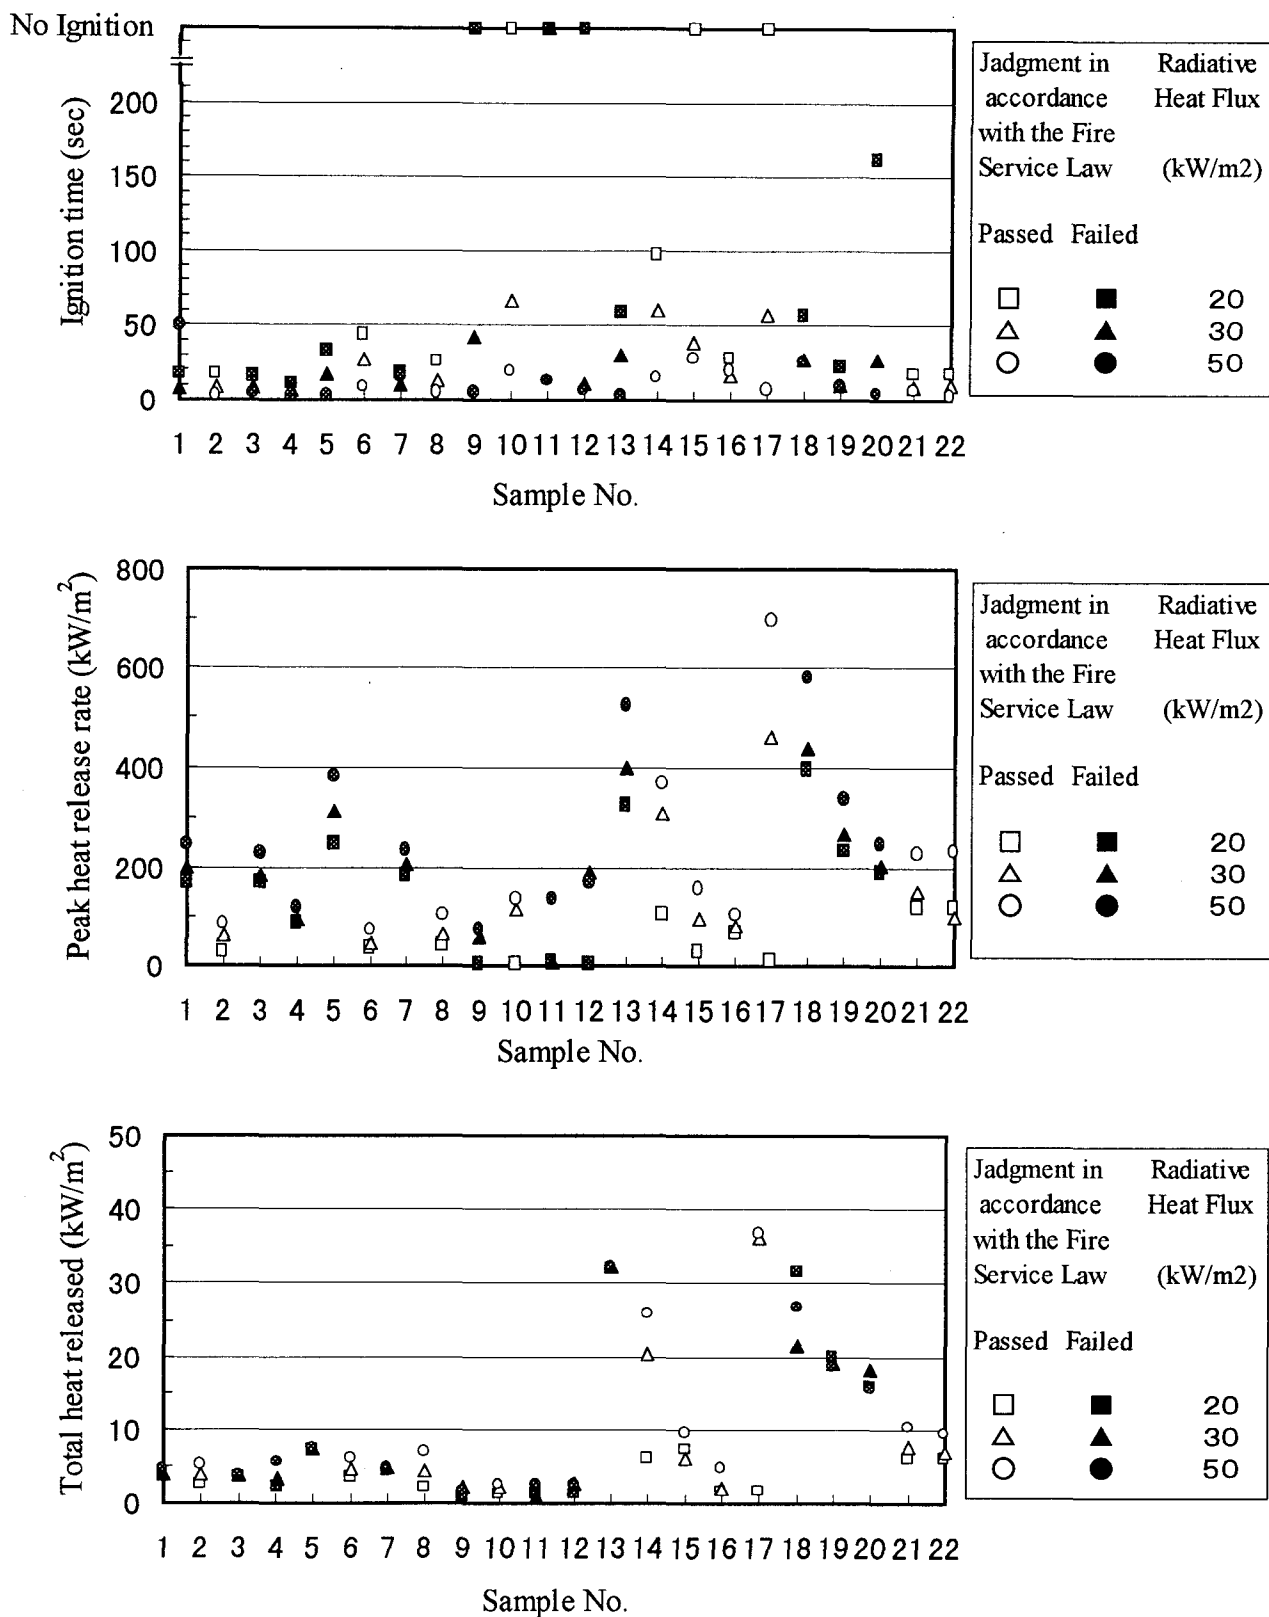 No Ignition
200
150
100
50
0
Ignition time (sec)
1 2 3 4 5 6 7 8 9 10 11 12 13 14 15 16 17 18 19 20 21 22
Sample No.
Jadgment in Radiative
accordance Heat Flux
with the Fire
Service Law (kW/m2)
Passed Failed
20
30
50
800
600
400
200
0
Peak heat release rate (kW/m²)
1 2 3 4 5 6 7 8 9 10 11 12 13 14 15 16 17 18 19 20 21 22
Sample No.
Jadgment in Radiative
accordance Heat Flux
with the Fire
Service Law (kW/m2)
Passed Failed
20
30
50
50
40
30
20
10
0
Total heat released (kW/m²)
1 2 3 4 5 6 7 8 9 10 11 12 13 14 15 16 17 18 19 20 21 22
Sample No.
Jadgment in Radiative
accordance Heat Flux
with the Fire
Service Law (kW/m2)
Passed Failed
20
30
50